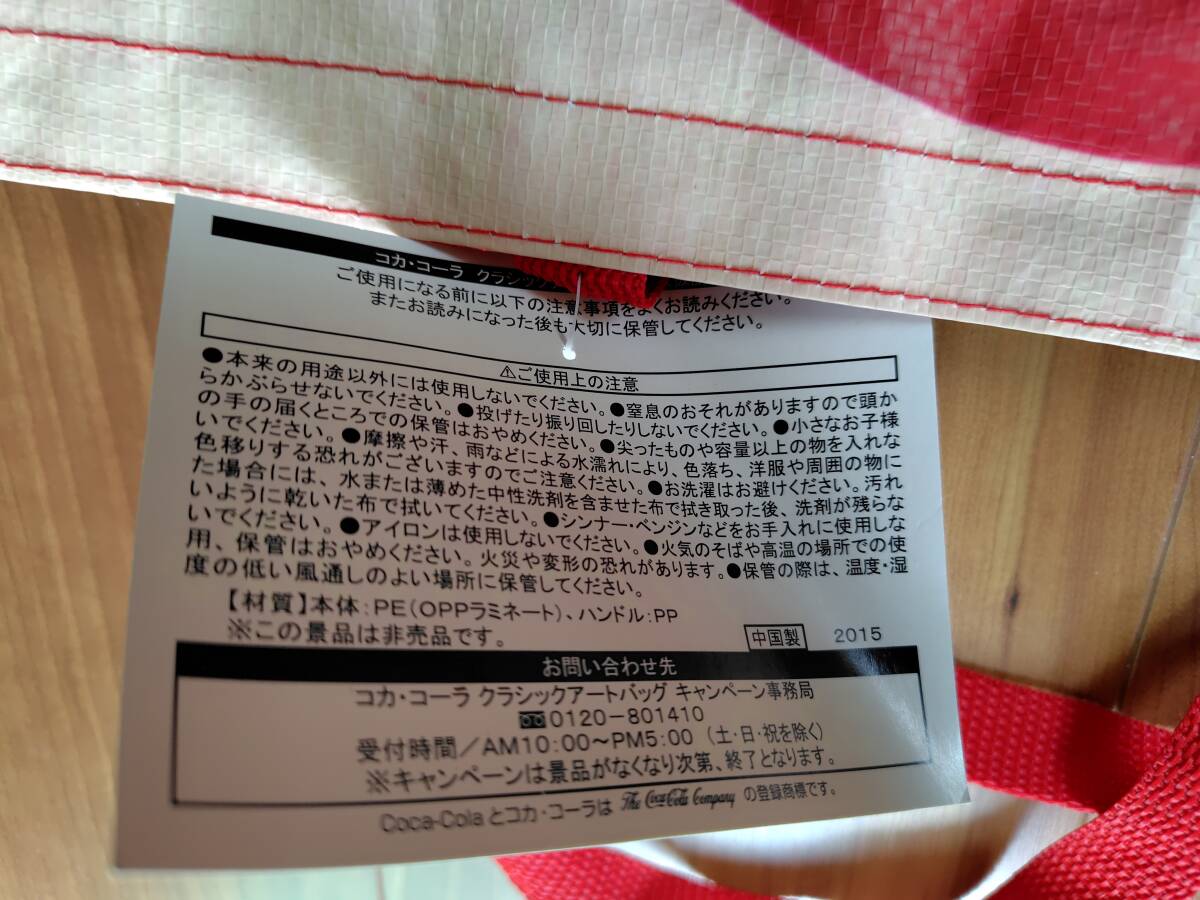 コカ・コーラ クラシック
ご使用になる前に以下の注意事項をよくお読みください。
またお読みになった後も大切に保管してください。
⚠ご使用上の注意
●本来の用途以外には使用しないでください。●窒息のおそれがありますので頭か
らかぶらせないでください。●投げたり振り回したりしないでください。●小さなお子様
の手の届くところでの保管はおやめください。●尖ったものや容量以上の物を入れな
いでください。●摩擦や汗、雨などによる水濡れにより、色落ち、洋服や周囲の物に
色移りする恐れがございますのでご注意ください。●お洗濯はお避けください。汚れ
た場合には、水または薄めた中性洗剤を含ませた布で拭き取った後、洗剤が残らな
いように乾いた布で拭いてください。●シンナー・ベンジンなどをお手入れに使用しな
いでください。●アイロンは使用しないでください。●火気のそばや高温の場所での使
用、保管はおやめください。火災や変形の恐れがあります。●保管の際は、温度・湿
度の低い風通しのよい場所に保管してください。
【材質】本体:PE(OPPラミネート)、ハンドル:PP
※この景品は非売品です。 中国製 2015
お問い合わせ先
コカ・コーラ クラシックアートバッグ キャンペーン事務局
0120-801410
受付時間/AM10:00~PM5:00 (土・日・祝を除く)
※キャンペーンは景品がなくなり次第、終了となります。
Coca-Colaとコカ・コーラは The Coca-Cola Company の登録商標です。